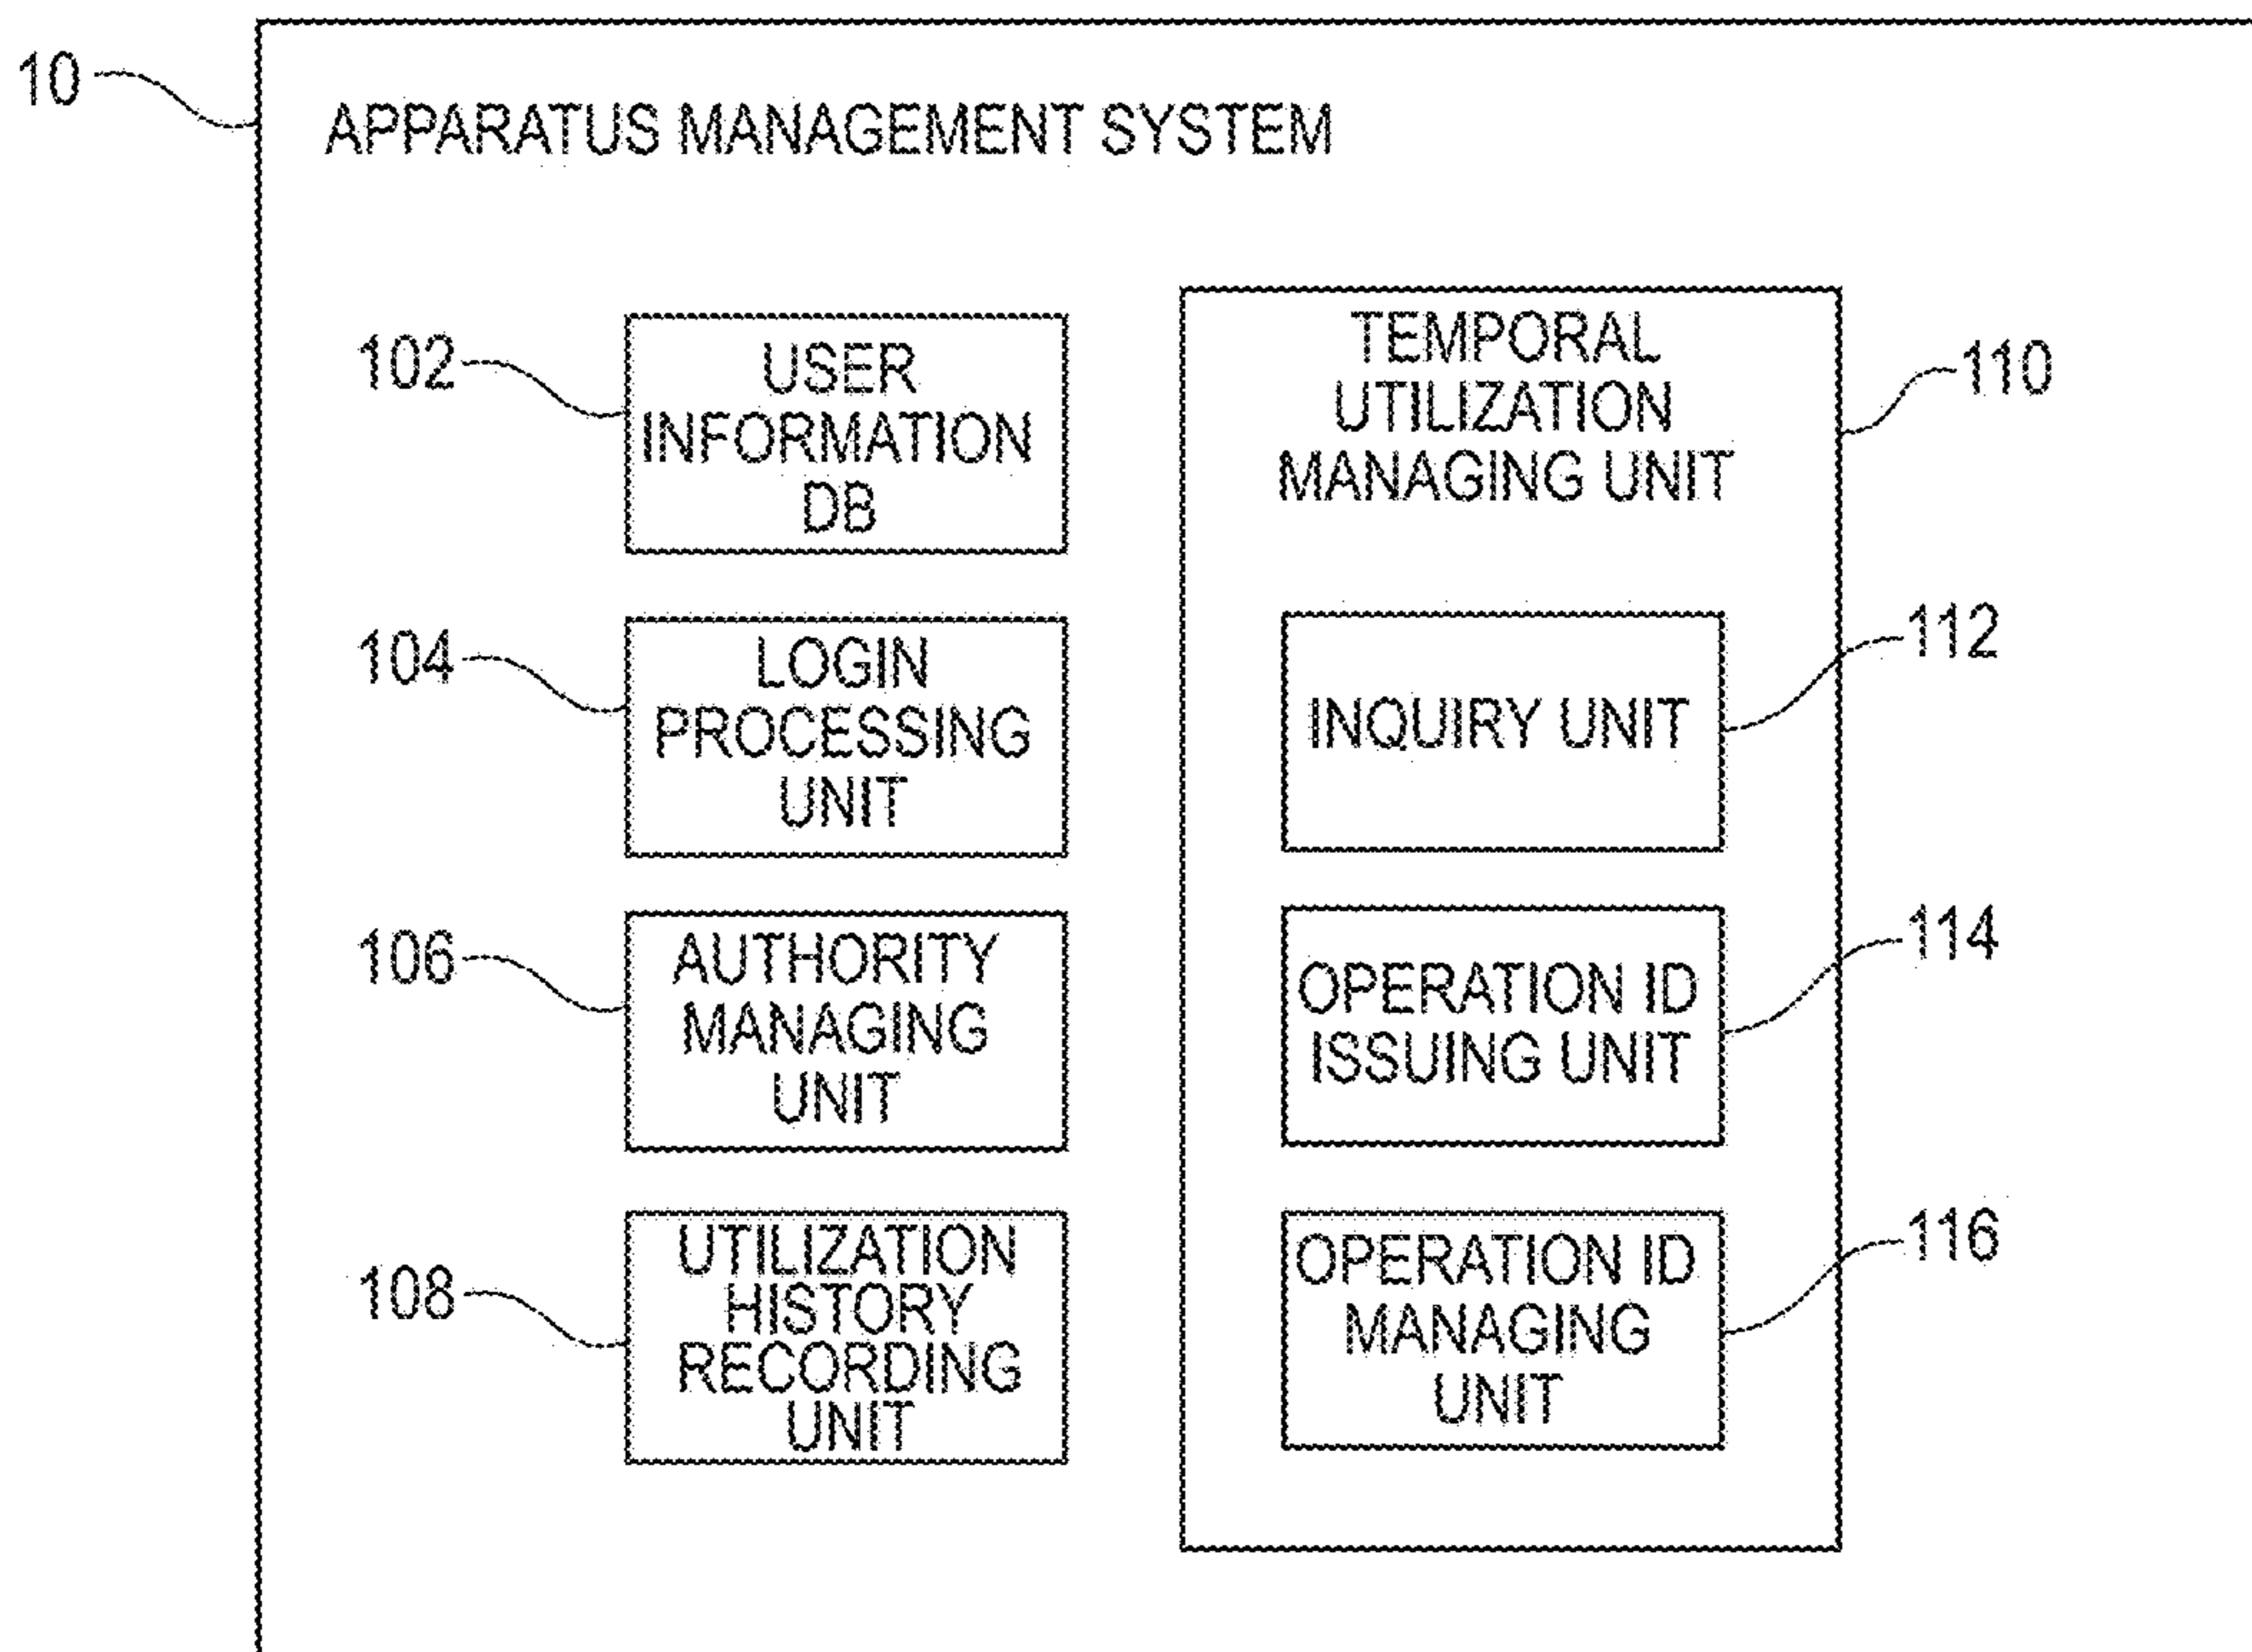 10
APPARATUS MANAGEMENT SYSTEM
102
USER
INFORMATION
DB
104
LOGIN
PROCESSING
UNIT
106
AUTHORITY
MANAGING
UNIT
108
UTILIZATION
HISTORY
RECORDING
UNIT
TEMPORAL
UTILIZATION
MANAGING UNIT
110
INQUIRY UNIT
112
OPERATION ID
ISSUING UNIT
114
OPERATION ID
MANAGING
UNIT
116